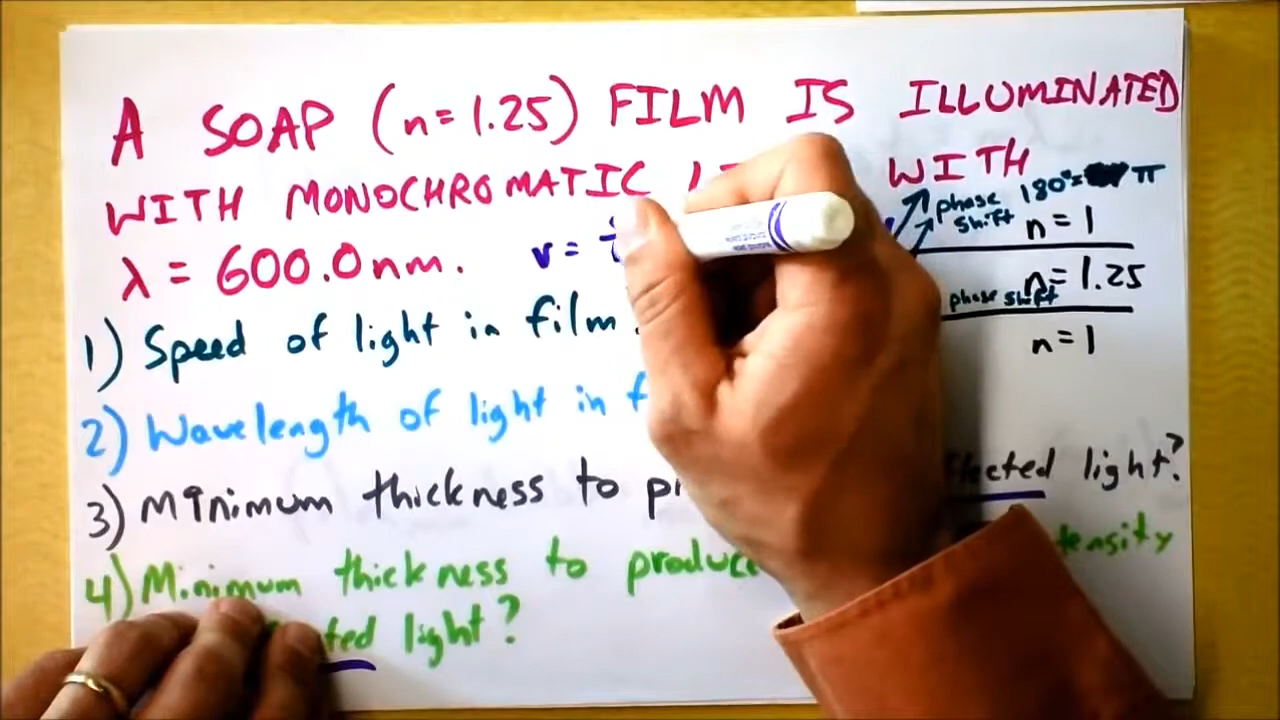 A SOAP (n=1.25) FILM IS ILLUMINATED
WITH MONOCHROMATIC WITH
λ = 600.0nm. v =
phase shift 180°= π
n=1
n=1.25
phase shift
n=1
1) Speed of light in film
2) Wavelength of light in
3) Minimum thickness to light?
4) Minimum thickness to produce
light?